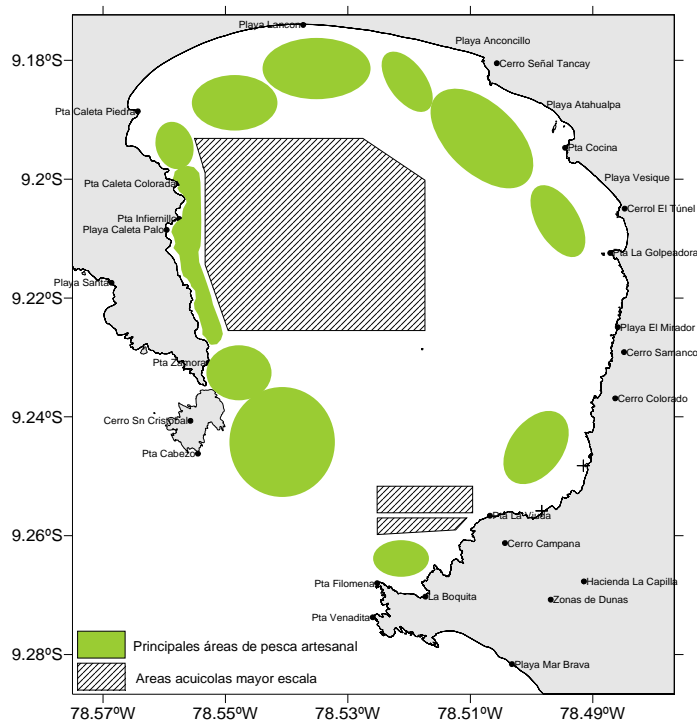 Playa Lancon
Playa Anconcillo
9.18ºS
Cerro Señal Tancay
Playa Atahualpa
Pta Caleta Piedra
Pta Cocina
Playa Vesique
9.2ºS
Pta Caleta Colorada
Cerrol El Túnel
Pta Infiernillo
Playa Caleta Palo
Pta La Golpeadora
9.22ºS
Playa Santa
Playa El Mirador
Cerro Samanco
Pta Zamora
9.24ºS
Cerro Colorado
Cerro Sn Cristobal
Pta Cabezo
9.26ºS
Pta La Viuda
Cerro Campana
Pta Filomena
Hacienda La Capilla
La Boquita
Zonas de Dunas
Pta Venadita
9.28ºS
Principales áreas de pesca artesanal
Playa Mar Brava
Areas acuicolas mayor escala
78.57ºW 78.55ºW 78.53ºW 78.51ºW 78.49ºW